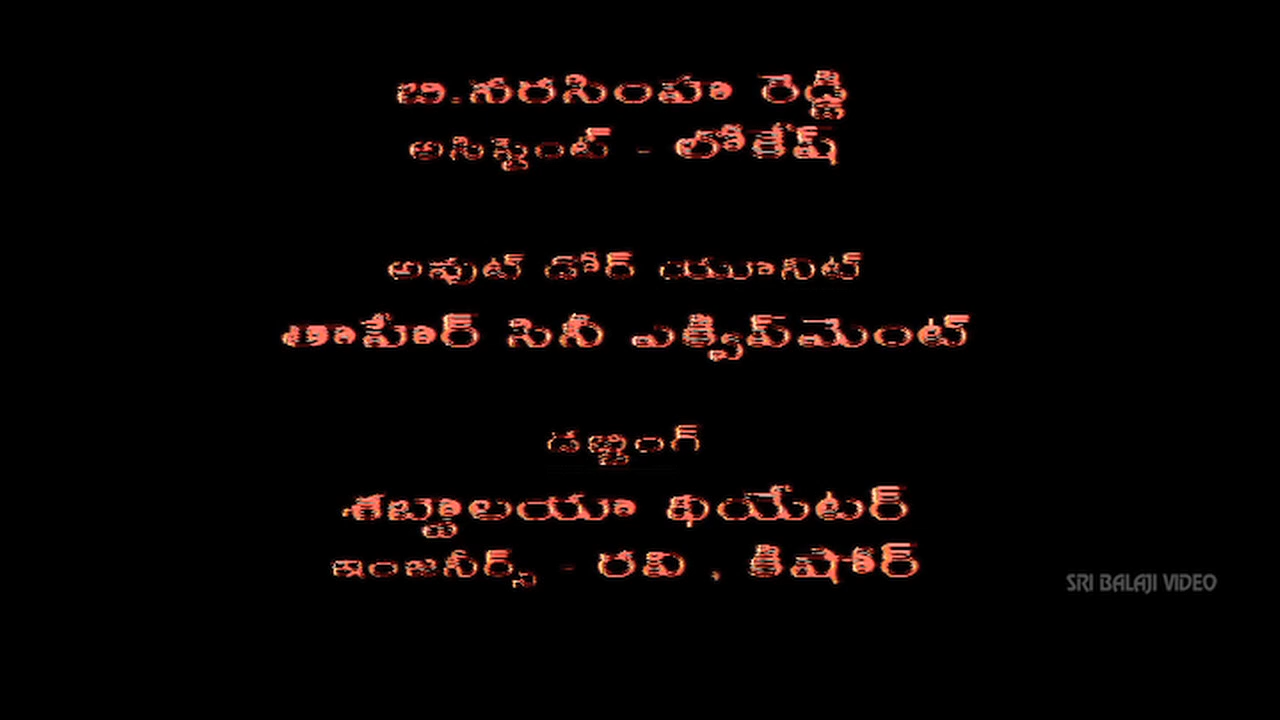 బి.నరసింహ రెడ్డి
అసిస్టెంట్ - లోకేష్
అవుట్ డోర్ యూనిట్
తాహేర్ సినీ ఎక్విప్‌మెంట్
డబ్బింగ్
శబ్దాలయా థియేటర్
ఇంజనీర్స్ - రవి , కిషోర్
SRI BALAJI VIDEO